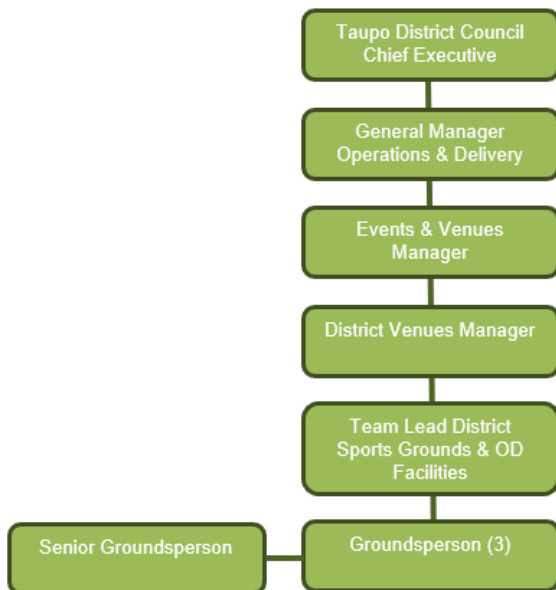 Taupo District Council
Chief Executive
General Manager
Operations & Delivery
Events & Venues
Manager
District Venues Manager
Team Lead District
Sports Grounds & OD
Facilities
Senior Groundsperson
Groundsperson (3)